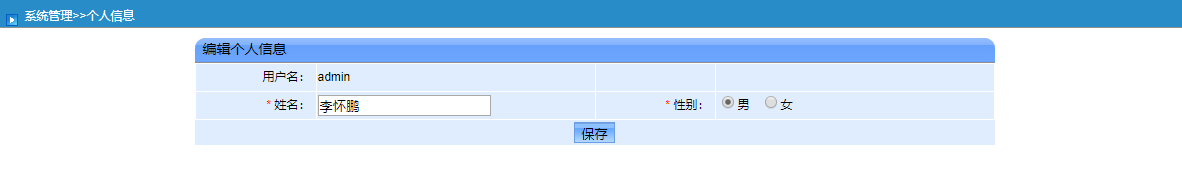 系统管理>>个人信息
编辑个人信息
用户名： admin
* 姓名： 李怀鹏 * 性别： 男 女
保存